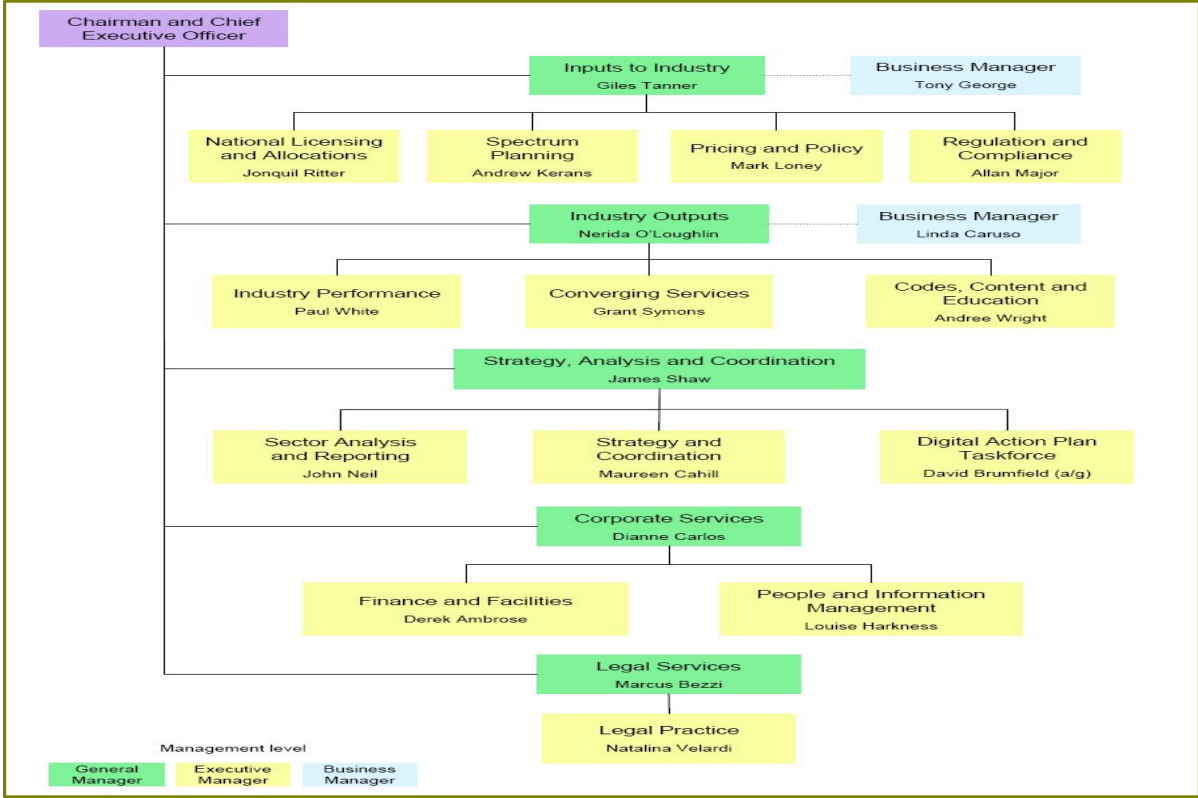 Chairman and Chief
Executive Officer
Inputs to Industry
Giles Tanner
Business Manager
Tony George
National Licensing
and Allocations
Jonquil Ritter
Spectrum
Planning
Andrew Kerans
Pricing and Policy
Mark Loney
Regulation and
Compliance
Allan Major
Industry Outputs
Nerida O'Loughlin
Business Manager
Linda Caruso
Industry Performance
Paul White
Converging Services
Grant Symons
Codes, Content and
Education
Andree Wright
Strategy, Analysis and Coordination
James Shaw
Sector Analysis
and Reporting
John Neil
Strategy and
Coordination
Maureen Cahill
Digital Action Plan
Taskforce
David Brumfield (a/g)
Corporate Services
Dianne Carlos
Finance and Facilities
Derek Ambrose
People and Information
Management
Louise Harkness
Legal Services
Marcus Bezzi
Legal Practice
Natalina Velardi
Management level
General
Manager
Executive
Manager
Business
Manager